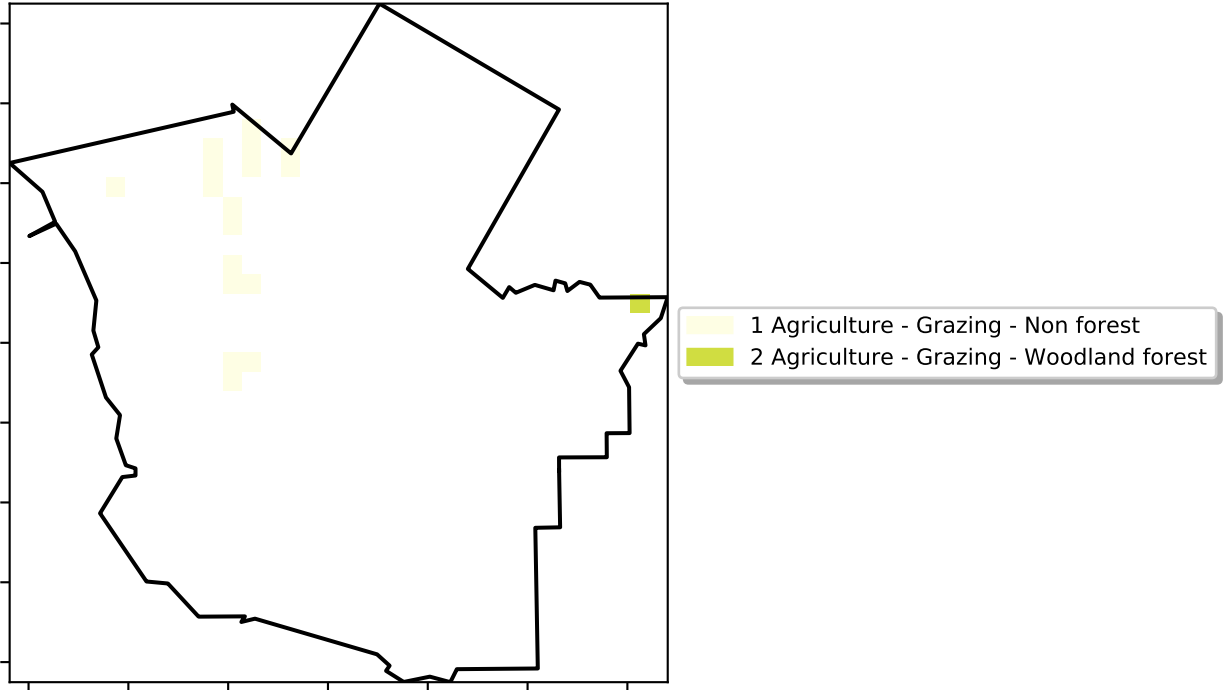 1 Agriculture - Grazing - Non forest
2 Agriculture - Grazing - Woodland forest